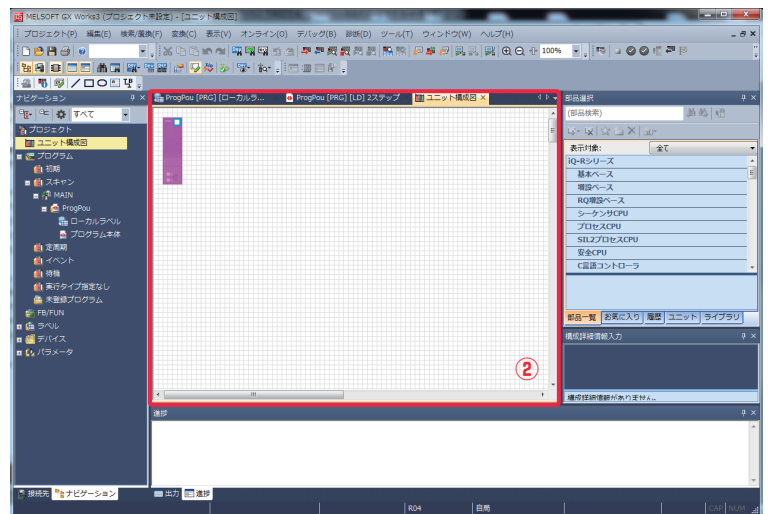 MELSOFT GX Works3 (プロジェクト未設定) - [ユニット構成図]
プロジェクト(P) 編集(E) 検索/置換(F) 変換(C) 表示(V) オンライン(O) デバッグ(B) 診断(D) ツール(T) ウィンドウ(W) ヘルプ(H)
100%
ナビゲーション
すべて
プロジェクト
ユニット構成図
プログラム
初期
スキャン
MAIN
ProgPou
ローカルラベル
プログラム本体
定周期
イベント
待機
実行タイプ指定なし
未登録プログラム
FB/FUN
ラベル
デバイス
パラメータ
接続先 ナビゲーション
ProgPou [PRG] [ローカルラ... ProgPou [PRG] [LD] 2ステップ ユニット構成図
②
部品選択
(部品検索)
表示対象: 全て
iQ-Rシリーズ
基本ベース
増設ベース
RQ増設ベース
シーケンサCPU
プロセスCPU
SIL2プロセスCPU
安全CPU
C言語コントローラ
部品一覧 お気に入り 履歴 ユニット ライブラリ
構成詳細情報入力
構成詳細情報がありません。
進捗
出力 進捗
R04 自局 CAP NUM